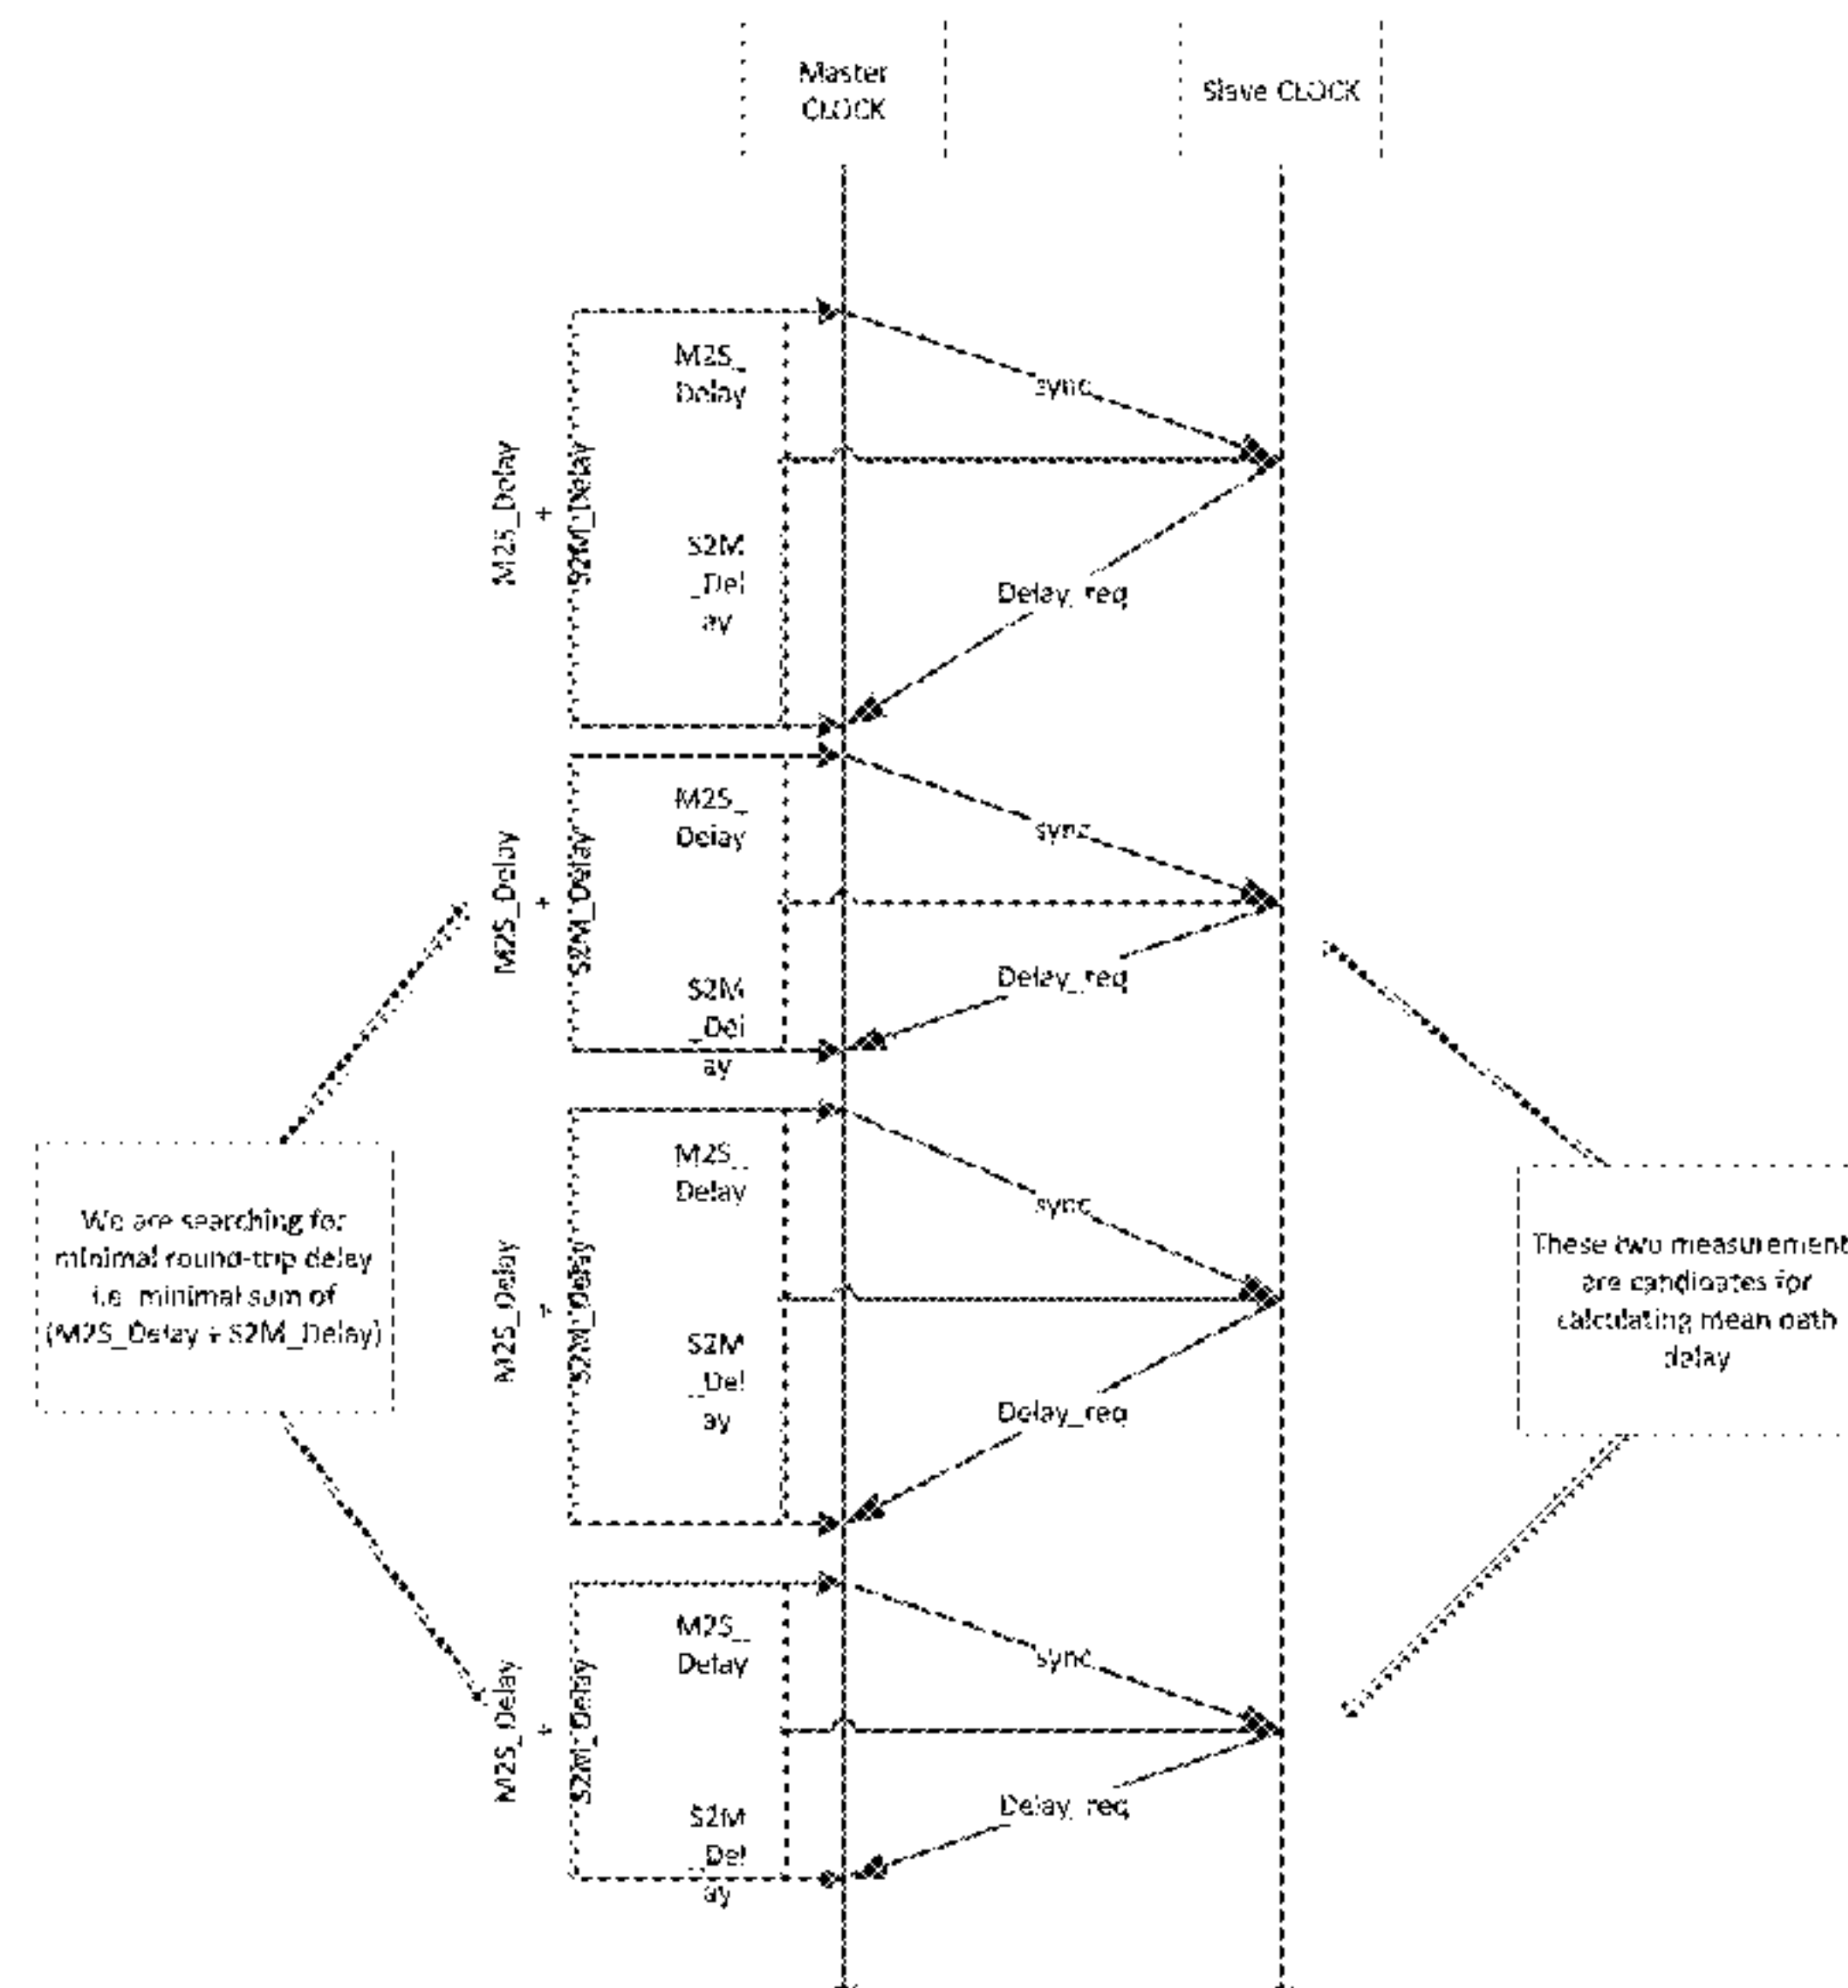 Master
CLOCK
Slave CLOCK
M2S_
Delay
sync
M2S_Delay
+
S2M_Delay
S2M
_Del
ay
Delay_req
M2S_
Delay
sync
M2S_Delay
+
S2M_Delay
S2M
_Del
ay
Delay_req
M2S_
Delay
sync
M2S_Delay
+
S2M_Delay
S2M
_Del
ay
Delay_req
M2S_
Delay
sync
M2S_Delay
+
S2M_Delay
S2M
_Del
ay
Delay_req
We are searching for
minimal round-trip delay
i.e. minimal sum of
(M2S_Delay + S2M_Delay)
These two measurement
are candidates for
calculating mean path
delay